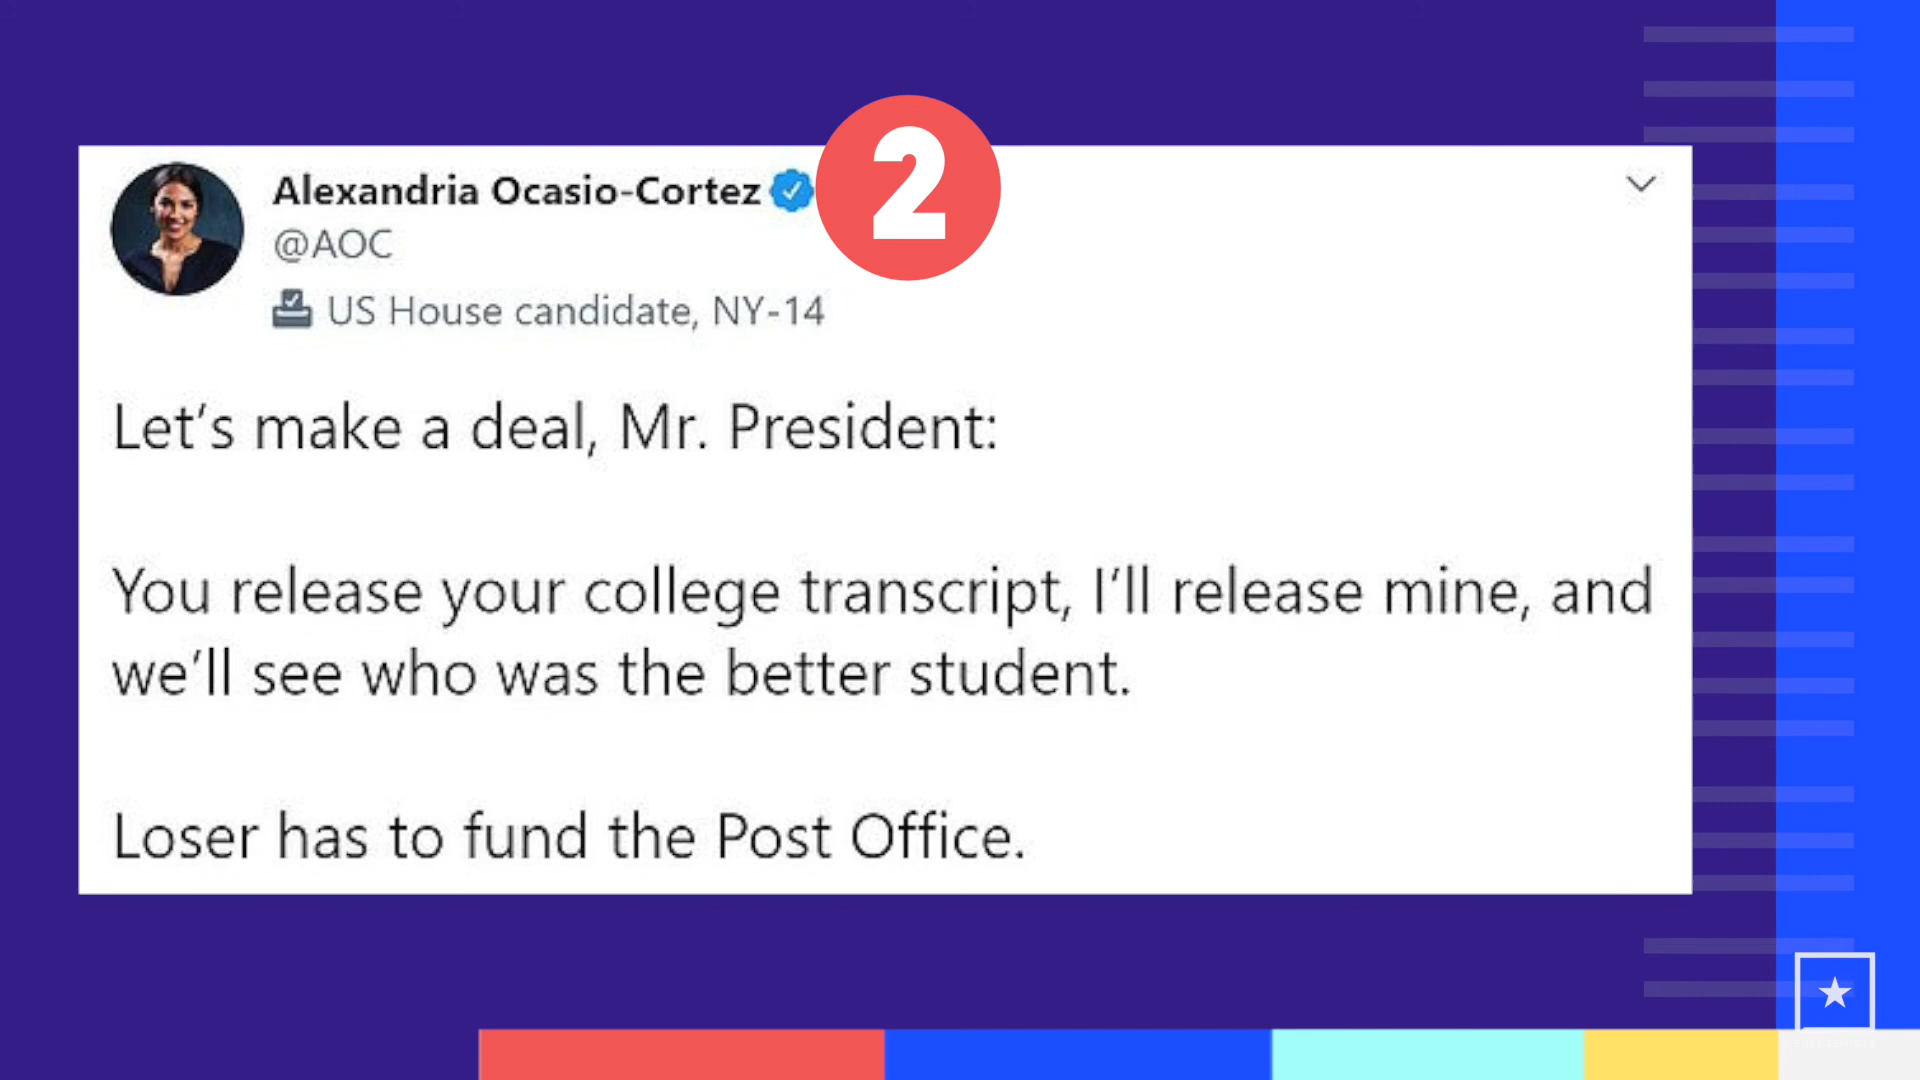 2
Alexandria Ocasio-Cortez
@AOC
US House candidate, NY-14
Let's make a deal, Mr. President:
You release your college transcript, I'll release mine, and
we'll see who was the better student.
Loser has to fund the Post Office.